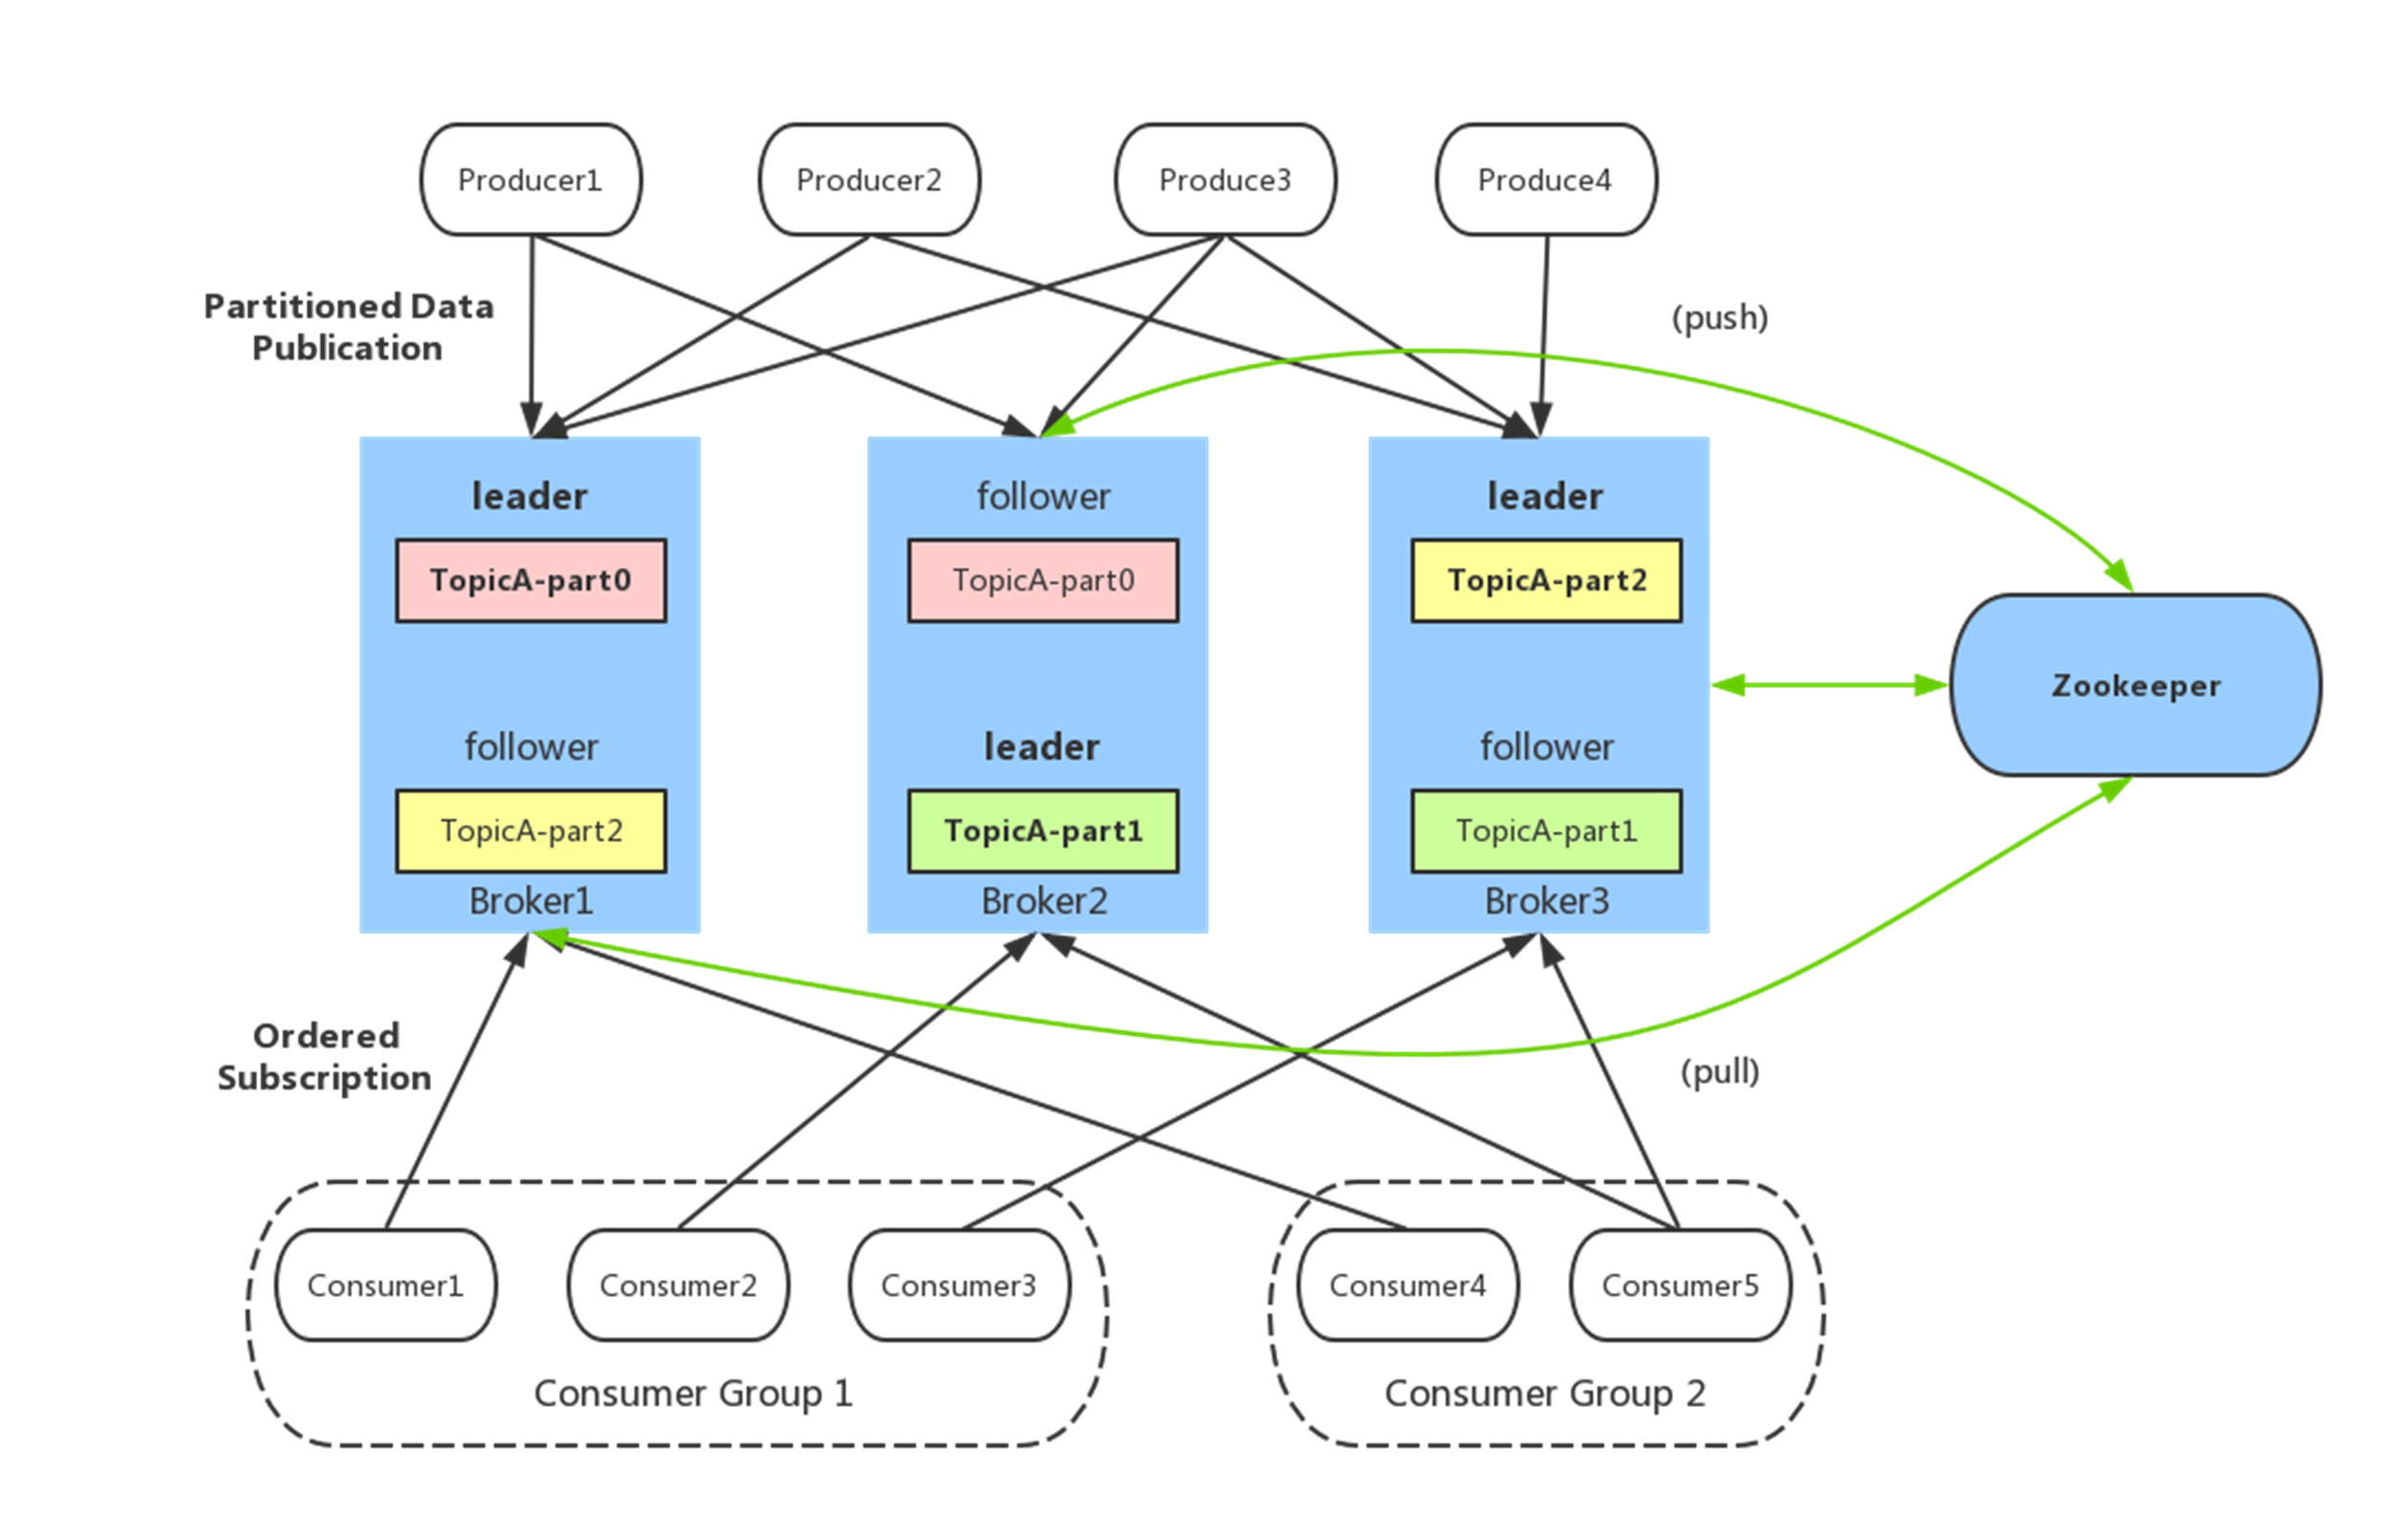 Producer1
Producer2
Produce3
Produce4
Partitioned Data
Publication
(push)
leader
TopicA-part0
follower
TopicA-part2
Broker1
follower
TopicA-part0
leader
TopicA-part1
Broker2
leader
TopicA-part2
follower
TopicA-part1
Broker3
Zookeeper
Ordered
Subscription
(pull)
Consumer1
Consumer2
Consumer3
Consumer Group 1
Consumer4
Consumer5
Consumer Group 2